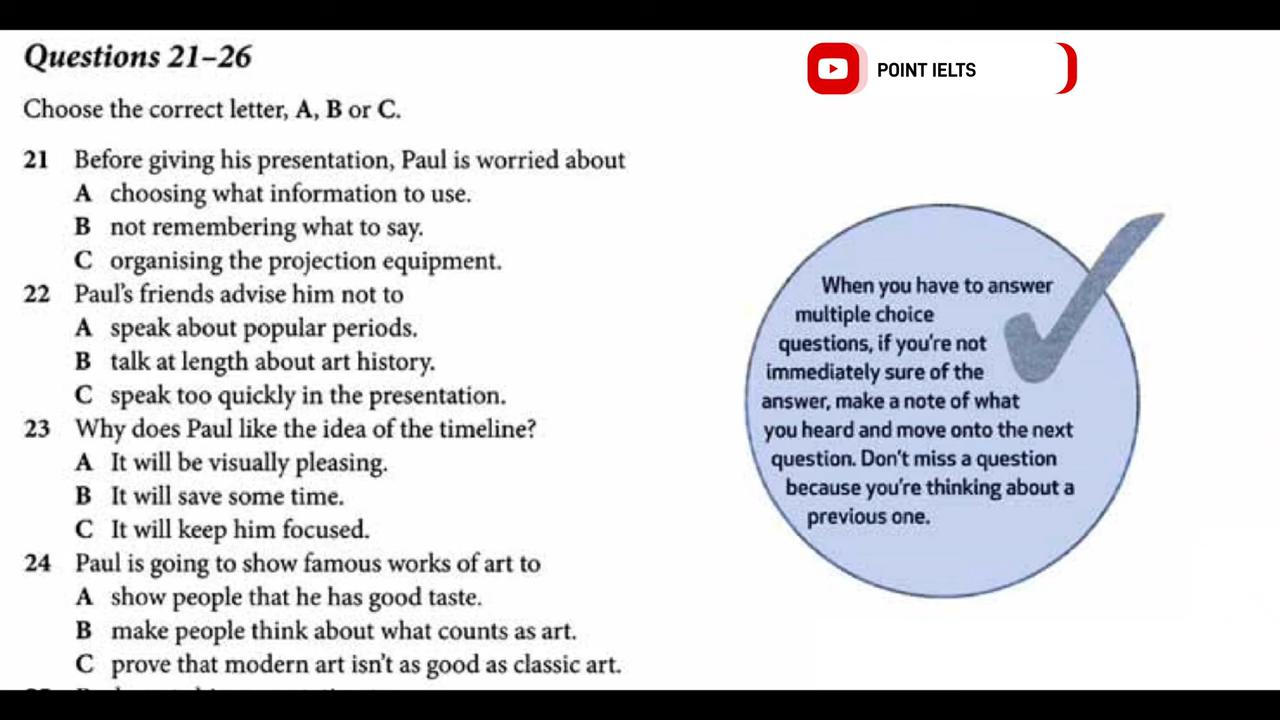 Questions 21–26
POINT IELTS
Choose the correct letter, A, B or C.
21 Before giving his presentation, Paul is worried about
A choosing what information to use.
B not remembering what to say.
C organising the projection equipment.
22 Paul's friends advise him not to
A speak about popular periods.
B talk at length about art history.
C speak too quickly in the presentation.
23 Why does Paul like the idea of the timeline?
A It will be visually pleasing.
B It will save some time.
C It will keep him focused.
24 Paul is going to show famous works of art to
A show people that he has good taste.
B make people think about what counts as art.
C prove that modern art isn't as good as classic art.
When you have to answer
multiple choice
questions, if you're not
immediately sure of the
answer, make a note of what
you heard and move onto the next
question. Don't miss a question
because you're thinking about a
previous one.